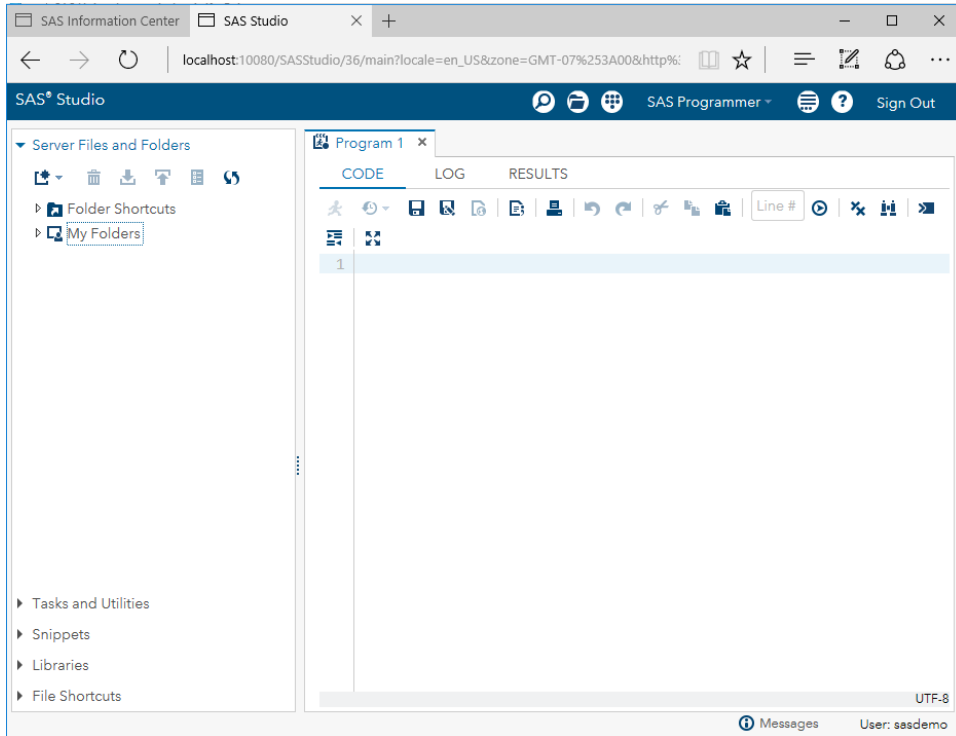 SAS Information Center SAS Studio
localhost:10080/SASStudio/36/main?locale=en_US&zone=GMT-07%253A00&http%:
SAS® Studio SAS Programmer ? Sign Out
Server Files and Folders
Folder Shortcuts
My Folders
Tasks and Utilities
Snippets
Libraries
File Shortcuts
Program 1
CODE LOG RESULTS
Line #
1
UTF-8
Messages User: sasdemo